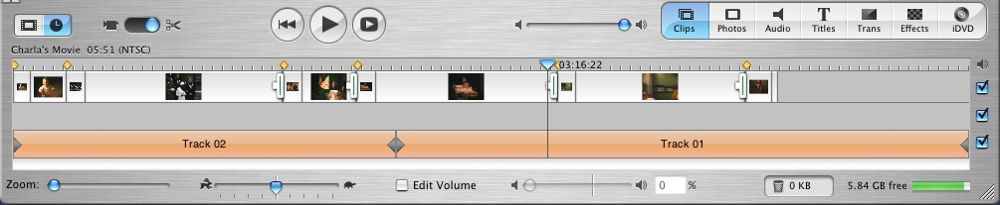 Clips Photos Audio Titles Trans Effects iDVD
Charla's Movie 05:51 (NTSC)
03:16:22
Track 02 Track 01
Zoom: Edit Volume 0 % 0 KB 5.84 GB free